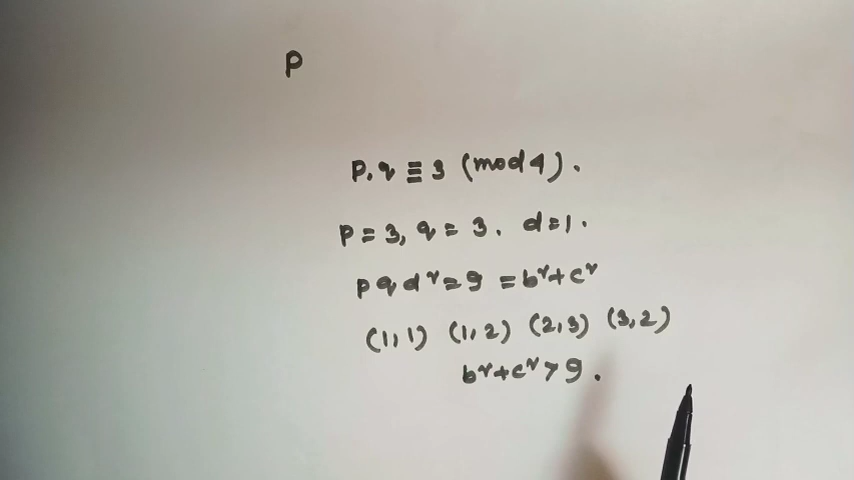 P
P, q ≡ 3 (mod 4).
P = 3, q = 3. d = 1.
P q d² = 9 = b² + c²
(1,1) (1,2) (2,3) (3,2)
b² + c² > 9.